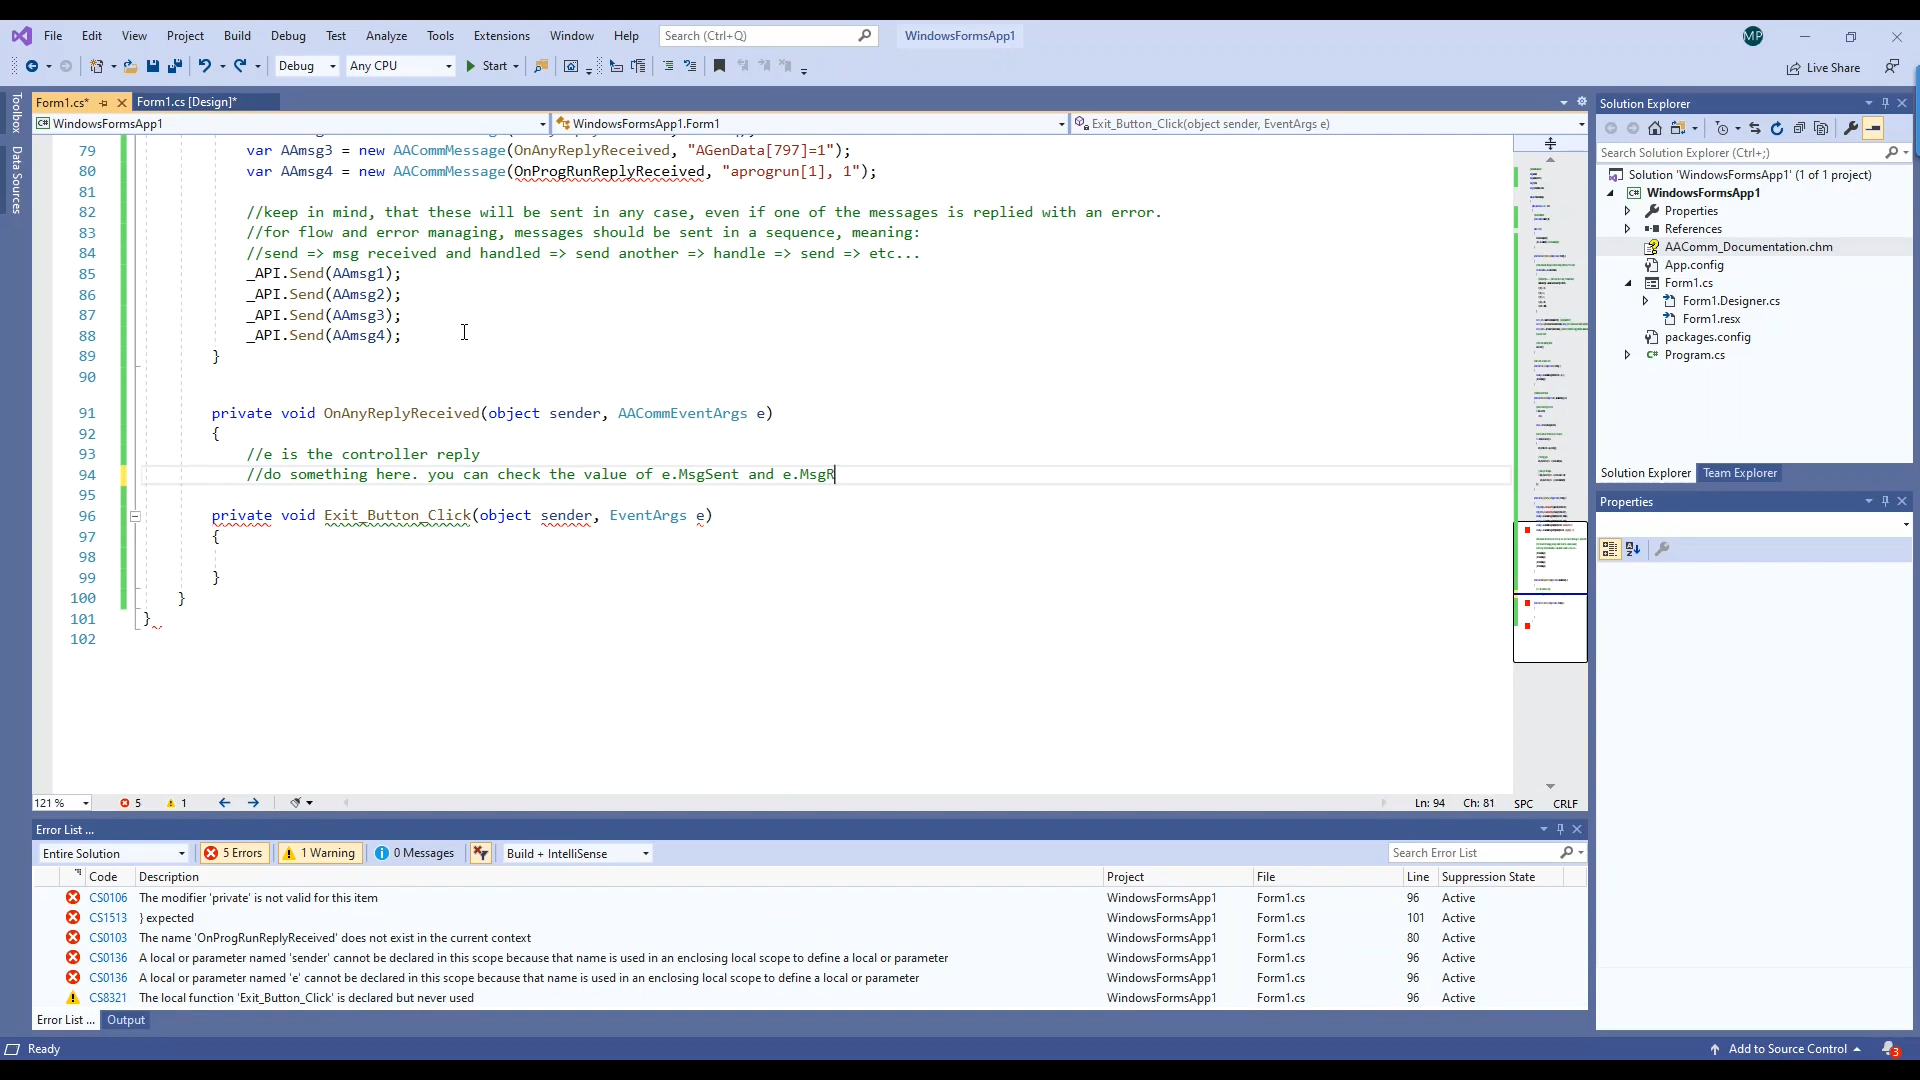 File Edit View Project Build Debug Test Analyze Tools Extensions Window Help Search (Ctrl+Q) WindowsFormsApp1 MP
Debug Any CPU Start Live Share
Toolbox
Data Sources
Form1.cs* Form1.cs [Design]*
WindowsFormsApp1 WindowsFormsApp1.Form1 Exit_Button_Click(object sender, EventArgs e)
79 var AAmsg3 = new AACommMessage(OnAnyReplyReceived, "AGenData[797]=1");
80 var AAmsg4 = new AACommMessage(OnProgRunReplyReceived, "aprogrun[1], 1");
81
82 //keep in mind, that these will be sent in any case, even if one of the messages is replied with an error.
83 //for flow and error managing, messages should be sent in a sequence, meaning:
84 //send => msg received and handled => send another => handle => send => etc...
85 _API.Send(AAmsg1);
86 _API.Send(AAmsg2);
87 _API.Send(AAmsg3);
88 _API.Send(AAmsg4);
89 }
90
91 private void OnAnyReplyReceived(object sender, AACommEventArgs e)
92 {
93 //e is the controller reply
94 //do something here. you can check the value of e.MsgSent and e.MsgR
95
96 private void Exit_Button_Click(object sender, EventArgs e)
97 {
98
99 }
100 }
101 }
102
121 % 5 1 Ln: 94 Ch: 81 SPC CRLF
Solution Explorer
Search Solution Explorer (Ctrl+;)
Solution 'WindowsFormsApp1' (1 of 1 project)
WindowsFormsApp1
Properties
References
AAComm_Documentation.chm
App.config
Form1.cs
Form1.Designer.cs
Form1.resx
packages.config
Program.cs
Solution Explorer Team Explorer
Properties
Error List ...
Entire Solution 5 Errors 1 Warning 0 Messages Build + IntelliSense Search Error List
Code Description Project File Line Suppression State
CS0106 The modifier 'private' is not valid for this item WindowsFormsApp1 Form1.cs 96 Active
CS1513 } expected WindowsFormsApp1 Form1.cs 101 Active
CS0103 The name 'OnProgRunReplyReceived' does not exist in the current context WindowsFormsApp1 Form1.cs 80 Active
CS0136 A local or parameter named 'sender' cannot be declared in this scope because that name is used in an enclosing local scope to define a local or parameter WindowsFormsApp1 Form1.cs 96 Active
CS0136 A local or parameter named 'e' cannot be declared in this scope because that name is used in an enclosing local scope to define a local or parameter WindowsFormsApp1 Form1.cs 96 Active
CS8321 The local function 'Exit_Button_Click' is declared but never used WindowsFormsApp1 Form1.cs 96 Active
Error List ... Output
Ready Add to Source Control 3